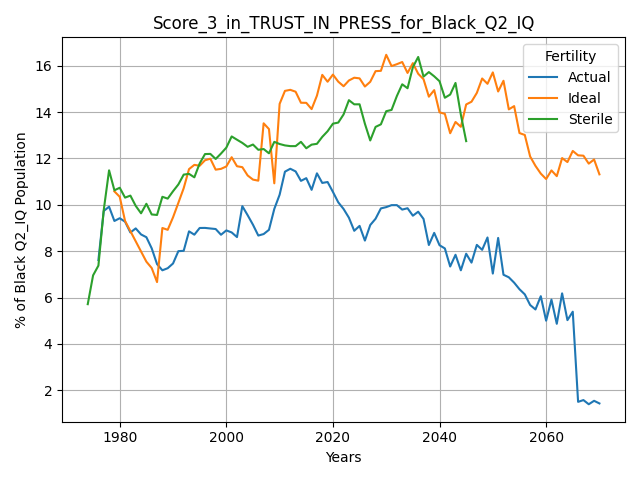 Score_3_in_TRUST_IN_PRESS_for_Black_Q2_IQ
Fertility
Actual
Ideal
Sterile
% of Black Q2_IQ Population
16
14
12
10
8
6
4
2
1980
2000
2020
2040
2060
Years